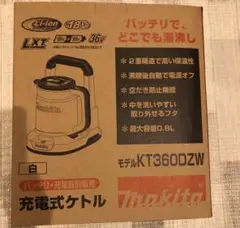 Li-ion
18V
LXT
36V
バッテリで、
どこでも湯沸し
2重構造で高い保温性
沸騰後自動で電源オフ
空だき防止機能
中を洗いやすい
取り外せるフタ
最大容量0.8L
モデルKT360DZW
白
バッテリ・充電器別販売
充電式ケトル
makita